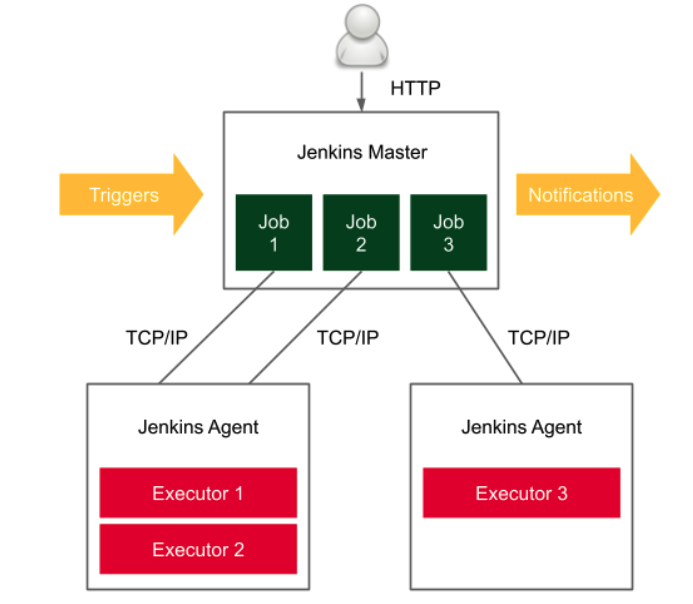 HTTP
Jenkins Master
Triggers
Notifications
Job
1
Job
2
Job
3
TCP/IP
TCP/IP
TCP/IP
Jenkins Agent
Executor 1
Executor 2
Jenkins Agent
Executor 3